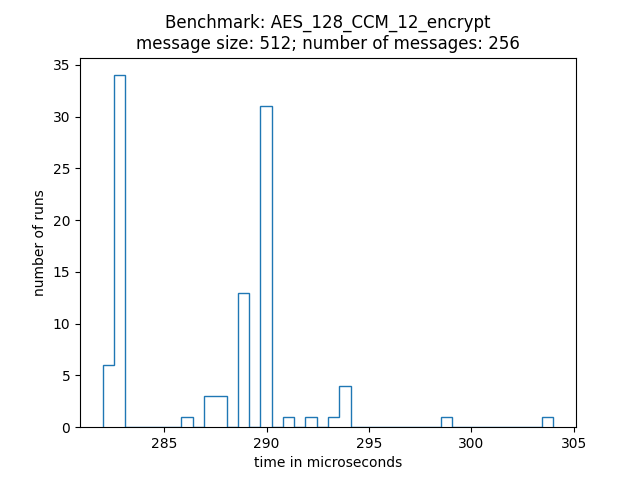 Benchmark: AES_128_CCM_12_encrypt
message size: 512; number of messages: 256
35
30
25
20
15
10
5
0
number of runs
285 290 295 300 305
time in microseconds